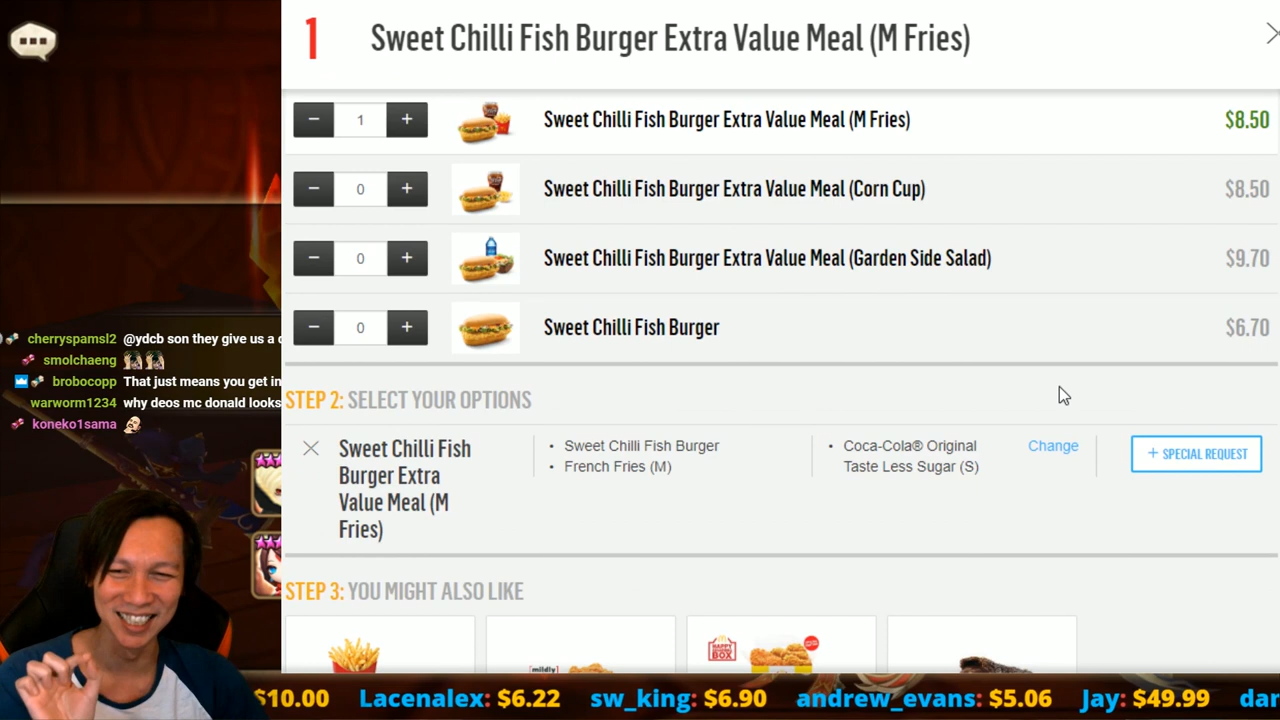 1 Sweet Chilli Fish Burger Extra Value Meal (M Fries)
− 1 + Sweet Chilli Fish Burger Extra Value Meal (M Fries) $8.50
− 0 + Sweet Chilli Fish Burger Extra Value Meal (Corn Cup) $8.50
− 0 + Sweet Chilli Fish Burger Extra Value Meal (Garden Side Salad) $9.70
− 0 + Sweet Chilli Fish Burger $6.70
cherryspamsl2 @ydcb son they give us a
smolchaeng
brobocopp That just means you get in
warworm1234 why deos mc donald looks
koneko1sama
STEP 2: SELECT YOUR OPTIONS
Sweet Chilli Fish
Burger Extra
Value Meal (M
Fries)
• Sweet Chilli Fish Burger
• French Fries (M)
• Coca-Cola® Original
Taste Less Sugar (S)
Change
+ SPECIAL REQUEST
STEP 3: YOU MIGHT ALSO LIKE
mildly
HAPPY
SHARING
BOX
$10.00 Lacenalex: $6.22 sw_king: $6.90 andrew_evans: $5.06 Jay: $49.99 dar